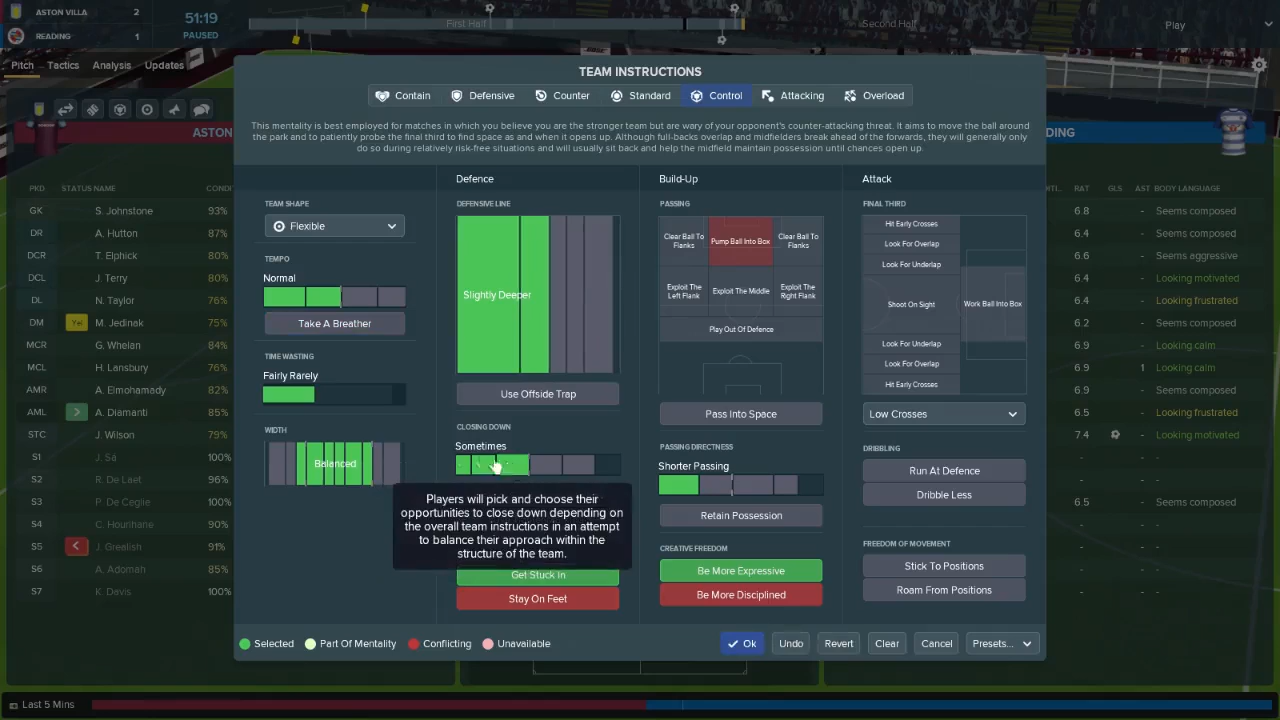 ASTON VILLA 2
READING 1
51:19
PAUSED
First Half
Second Half
Play
Pitch Tactics Analysis Updates
TEAM INSTRUCTIONS
Contain Defensive Counter Standard Control Attacking Overload
This mentality is best employed for matches in which you believe you are the stronger team but are wary of your opponent's counter-attacking threat. It aims to move the ball around
the park and to patiently probe the final third to find space as and when it opens up. Although full-backs overlap and midfielders break ahead of the forwards, they will generally only
do so during relatively risk-free situations and will usually sit back and help the midfield maintain possession until chances open up.
ASTON
DING
PKD STATUS NAME CONDI
GK S. Johnstone 93%
DR A. Hutton 87%
DCR T. Elphick 80%
DCL J. Terry 80%
DL N. Taylor 76%
DM Yel M. Jedinak 75%
MCR G. Whelan 84%
MCL H. Lansbury 76%
AMR A. Elmohamady 82%
AML A. Diamanti 85%
STC J. Wilson 79%
S1 J. Sá 100%
S2 R. De Laet 96%
S3 P. De Ceglie 100%
S4 C. Hourihane 90%
S5 J. Grealish 91%
S6 A. Adomah 85%
S7 K. Davis 100%
TEAM SHAPE
Flexible
TEMPO
Normal
Take A Breather
TIME WASTING
Fairly Rarely
WIDTH
Balanced
Defence
DEFENSIVE LINE
Slightly Deeper
Use Offside Trap
CLOSING DOWN
Sometimes
Players will pick and choose their
opportunities to close down depending on
the overall team instructions in an attempt
to balance their approach within the
structure of the team.
Get Stuck In
Stay On Feet
Build-Up
PASSING
Clear Ball To
Flanks
Pump Ball Into Box
Clear Ball To
Flanks
Exploit The
Left Flank
Exploit The Middle
Exploit The
Right Flank
Play Out Of Defence
Pass Into Space
PASSING DIRECTNESS
Shorter Passing
Retain Possession
CREATIVE FREEDOM
Be More Expressive
Be More Disciplined
Attack
FINAL THIRD
Hit Early Crosses
Look For Overlap
Look For Underlap
Shoot On Sight
Work Ball Into Box
Look For Underlap
Look For Overlap
Hit Early Crosses
Low Crosses
DRIBBLING
Run At Defence
Dribble Less
FREEDOM OF MOVEMENT
Stick To Positions
Roam From Positions
Selected Part Of Mentality Conflicting Unavailable
Ok Undo Revert Clear Cancel Presets...
RAT GLS AST BODY LANGUAGE
6.8 - Seems composed
6.4 - Seems composed
6.6 - Seems aggressive
6.4 - Looking motivated
6.4 - Looking frustrated
6.2 - Seems composed
6.9 - Looking calm
6.9 1 Looking calm
6.9 - Seems composed
6.5 - Looking frustrated
7.4 - Looking motivated
- -
- -
6.5 - Seems composed
- -
- -
- -
- -
Last 5 Mins